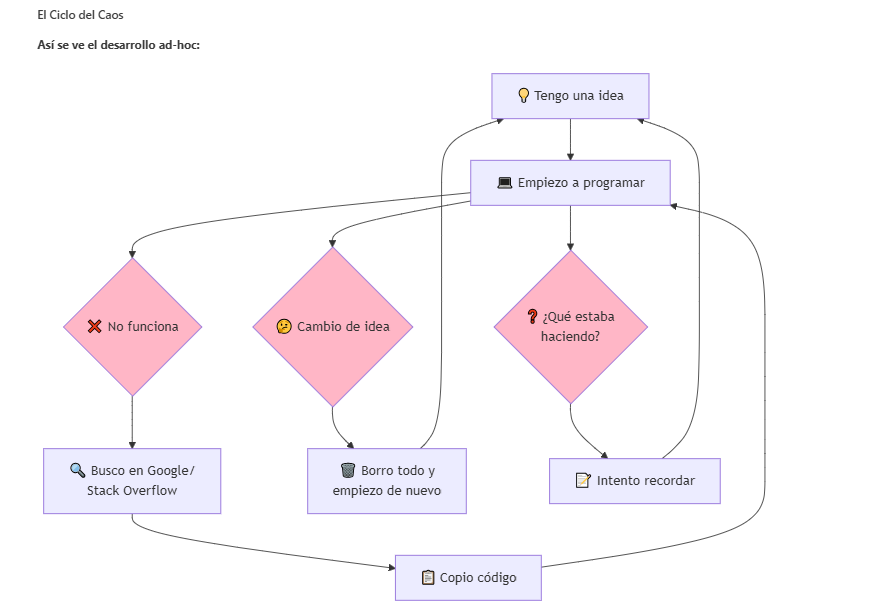 El Ciclo del Caos
Así se ve el desarrollo ad-hoc:
💡 Tengo una idea
💻 Empiezo a programar
❌ No funciona
🤔 Cambio de idea
❓ ¿Qué estaba
haciendo?
🔍 Busco en Google/
Stack Overflow
🗑️ Borro todo y
empiezo de nuevo
📝 Intento recordar
📋 Copio código